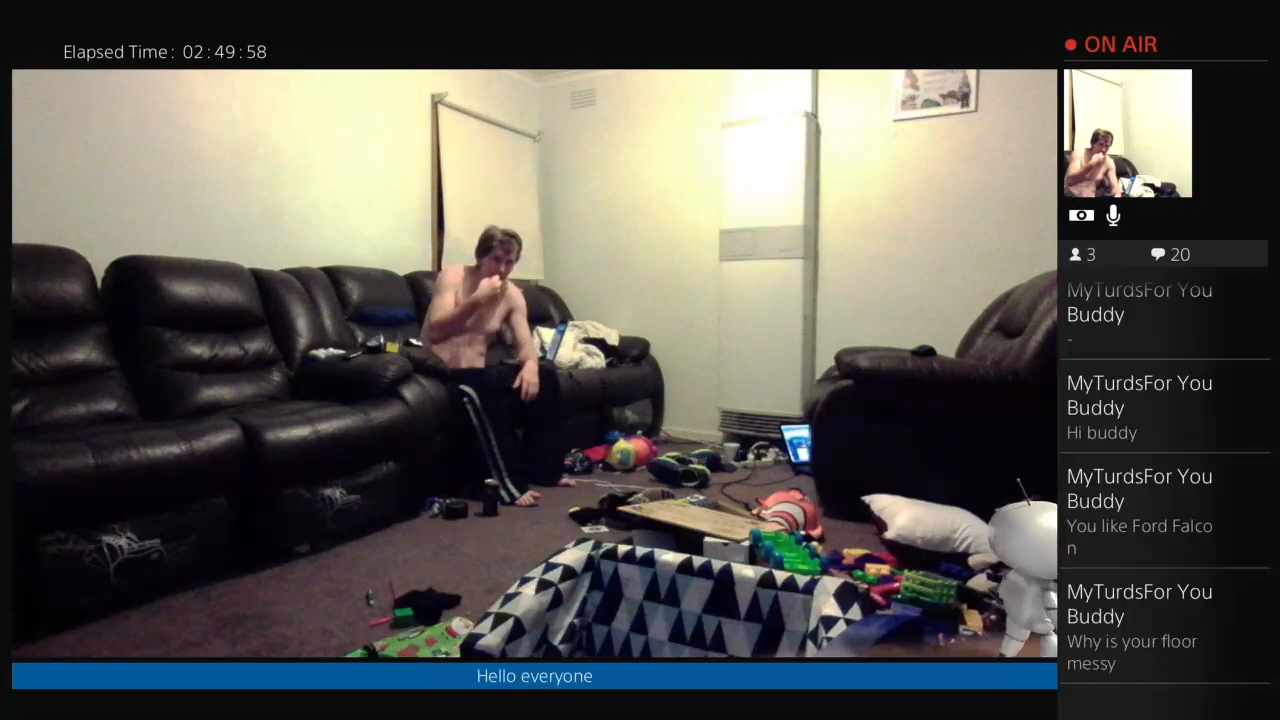 Elapsed Time: 02:49:58
ON AIR
3
20
MyTurdsFor You
Buddy
-
MyTurdsFor You
Buddy
Hi buddy
MyTurdsFor You
Buddy
You like Ford Falco
n
MyTurdsFor You
Buddy
Why is your floor
messy
Hello everyone